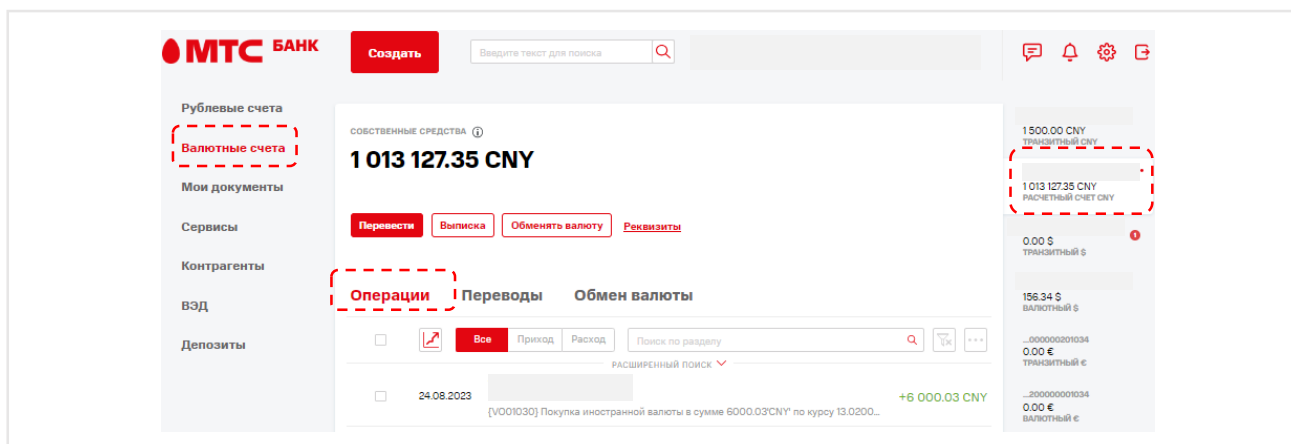 МТС БАНК
Создать
Введите текст для поиска
Рублевые счета
Валютные счета
Мои документы
Сервисы
Контрагенты
ВЭД
Депозиты
СОБСТВЕННЫЕ СРЕДСТВА
1 013 127.35 CNY
Перевести Выписка Обменять валюту Реквизиты
Операции Переводы Обмен валюты
Все Приход Расход Поиск по разделу
РАСШИРЕННЫЙ ПОИСК
24.08.2023
+6 000.03 CNY
{VO01030} Покупка иностранной валюты в сумме 6000.03'CNY' по курсу 13.0200...
1 500.00 CNY
ТРАНЗИТНЫЙ CNY
1 013 127.35 CNY
РАСЧЕТНЫЙ СЧЕТ CNY
1
0.00 $
ТРАНЗИТНЫЙ $
156.34 $
ВАЛЮТНЫЙ $
...000000201034
0.00 €
ТРАНЗИТНЫЙ €
...200000001034
0.00 €
ВАЛЮТНЫЙ €